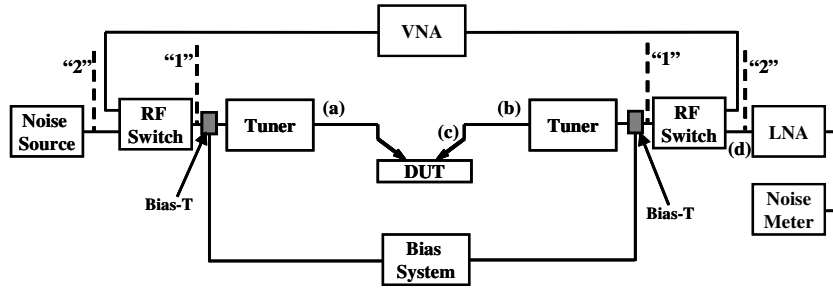 VNA
“2”
“1”
“1”
“2”
Noise
Source
RF
Switch
Tuner
(a)
(b)
(c)
Tuner
RF
Switch
(d)
LNA
DUT
Bias-T
Bias-T
Noise
Meter
Bias
System